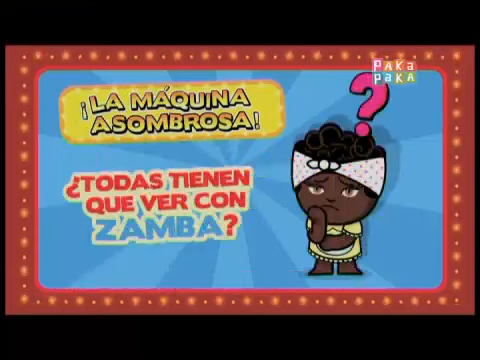 PAKA
PAKA
¡LA MÁQUINA
ASOMBROSA!
?
¿TODAS TIENEN
QUE VER CON
ZAMBA?